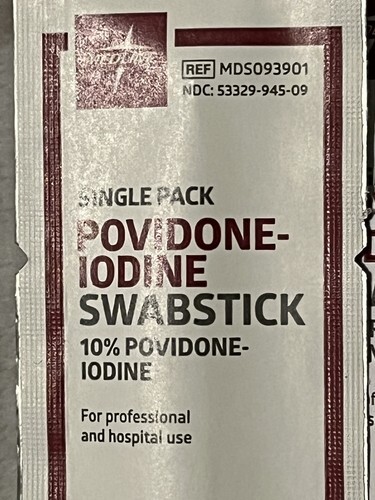 MEDLINE
REF MDS093901
NDC: 53329-945-09
SINGLE PACK
POVIDONE-
IODINE
SWABSTICK
10% POVIDONE-
IODINE
For professional
and hospital use